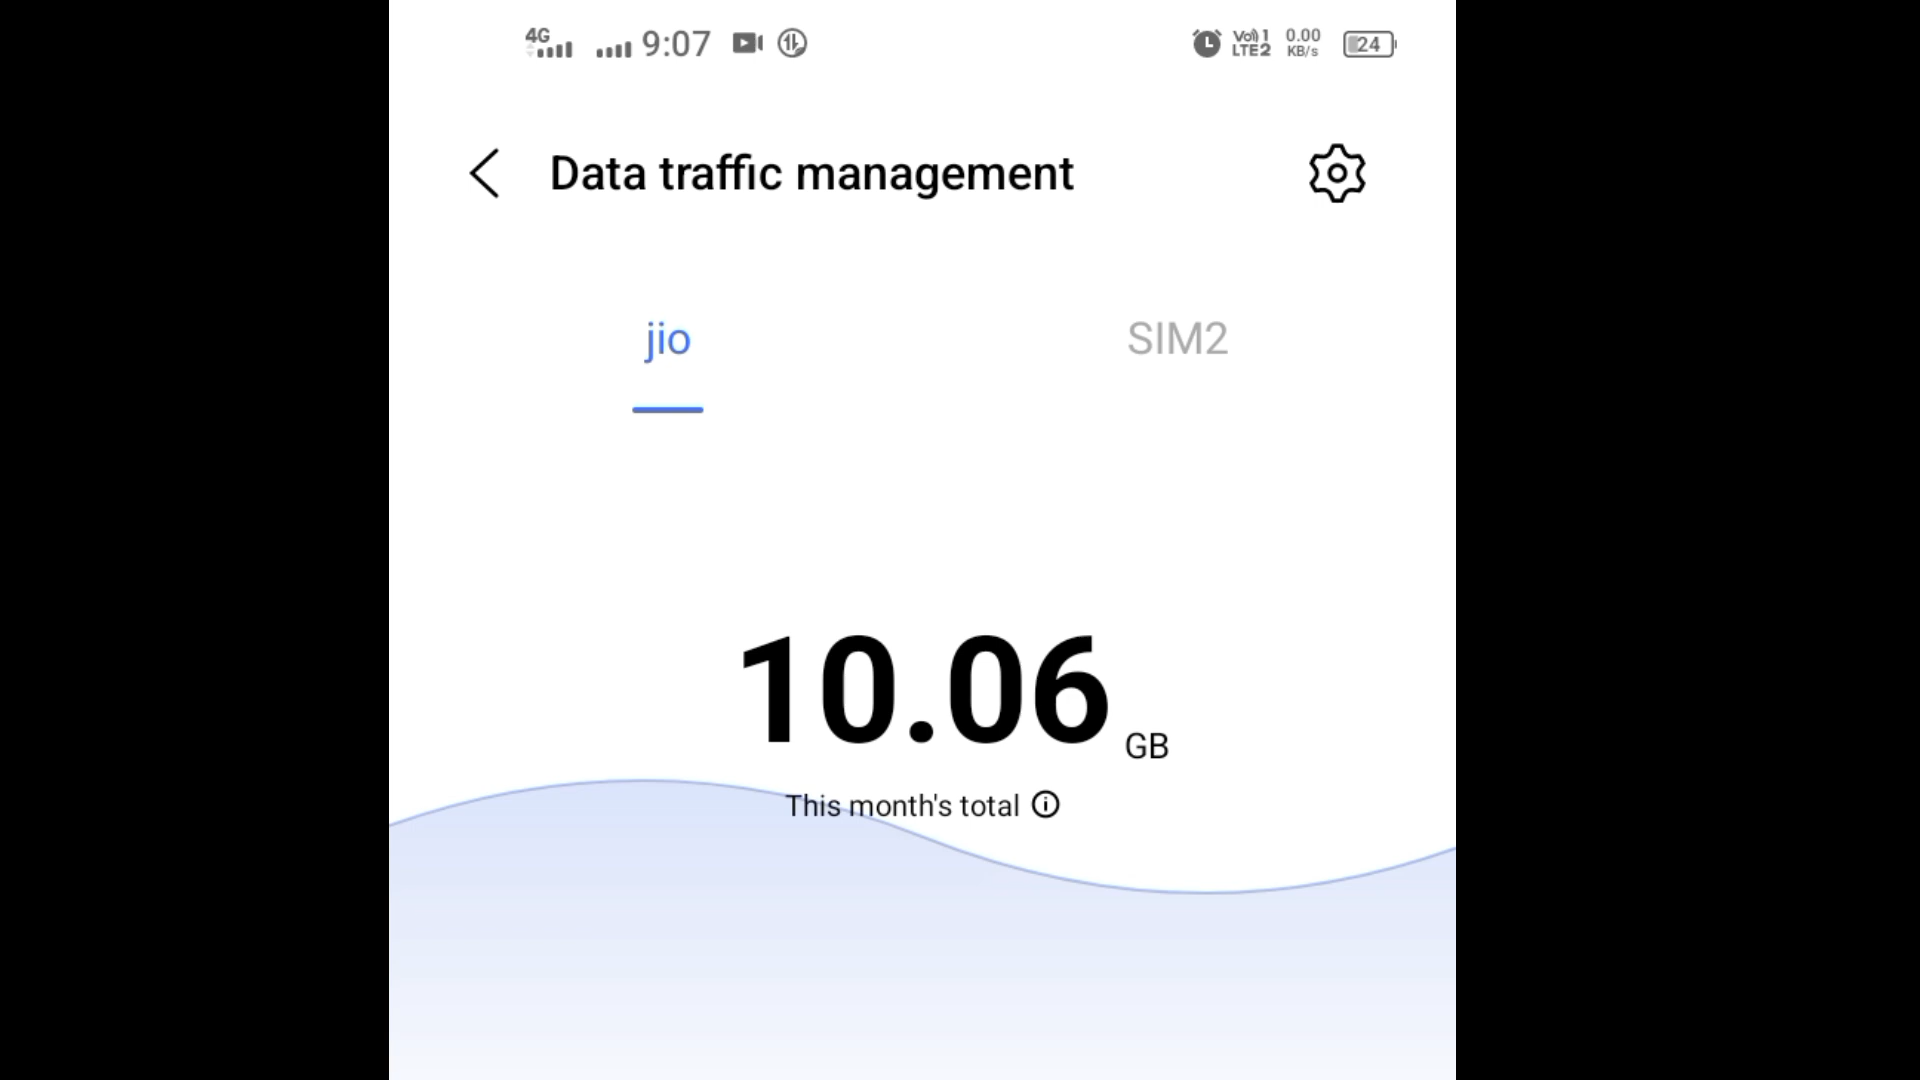 4G 9:07 Vo)) 1 LTE2 0.00 KB/s 24
Data traffic management
jio SIM2
10.06 GB
This month's total